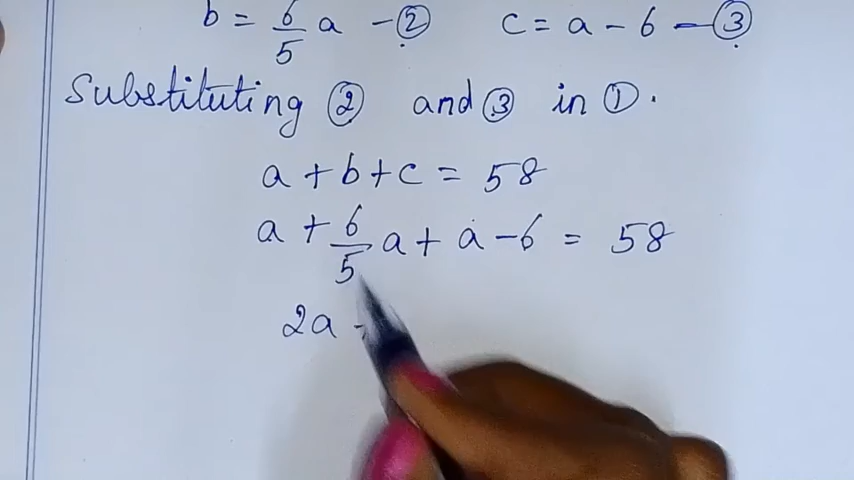 b = 6/5 a - ② c = a - 6 - ③
Substituting ② and ③ in ①.
a + b + c = 58
a + 6/5 a + a - 6 = 58
2a -